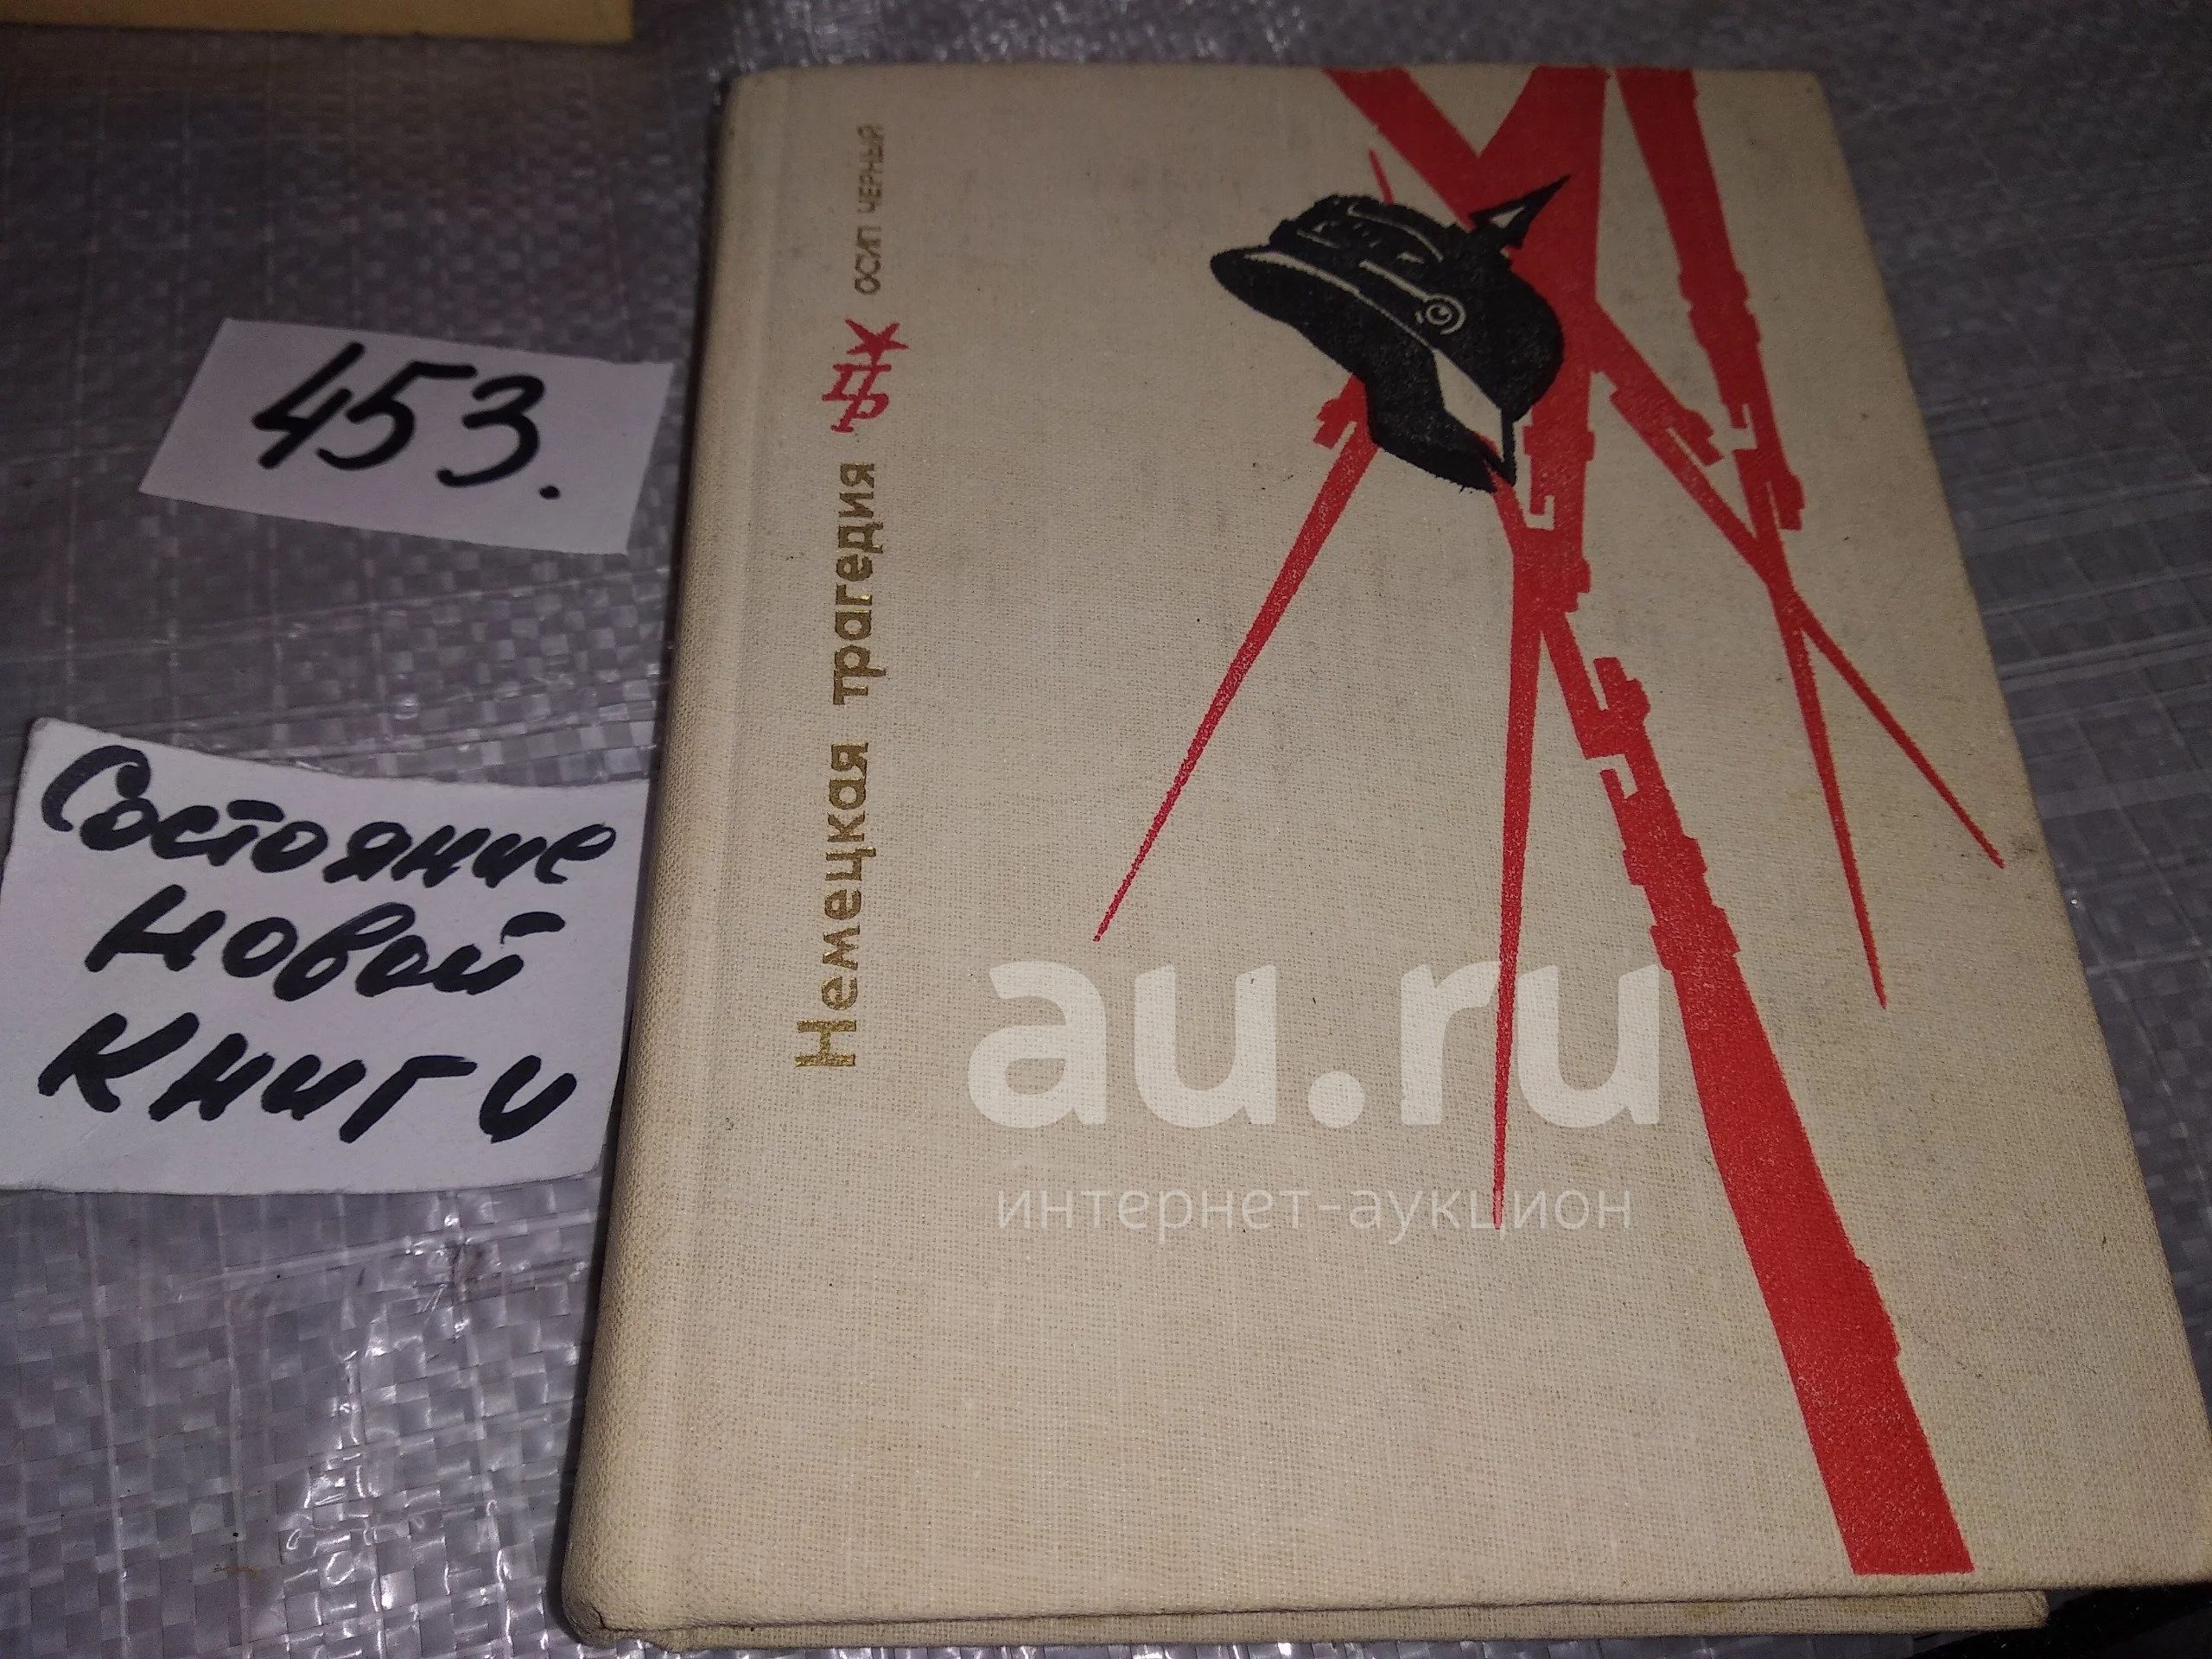 453.
Состояние
новой
книги
Немецкая трагедия
ОСИП ЧЕРНЫЙ
au.ru
интернет-аукцион